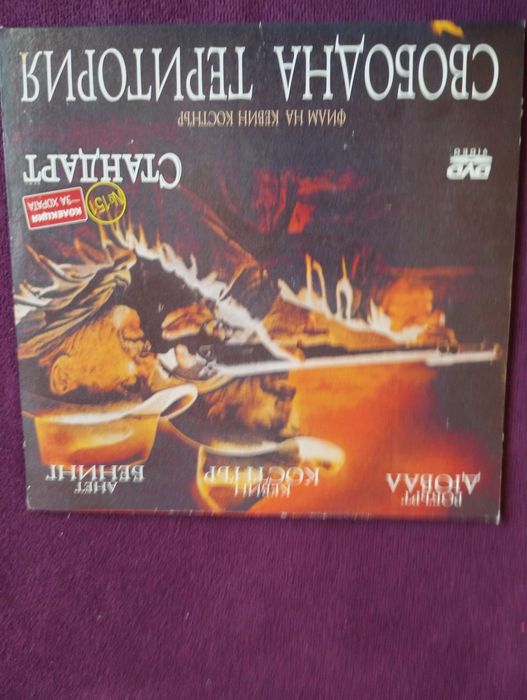 РОБЪРТ
ДЮВАЛ
КЕВИН
КОСТНЪР
АНЕТ
БЕНИНГ
№ 151
КОЛЕКЦИЯ
ЗА ХОРАТА
СТАНДАРТ
DVD
VIDEO
ФИЛМ НА КЕВИН КОСТНЪР
СВОБОДНА ТЕРИТОРИЯ